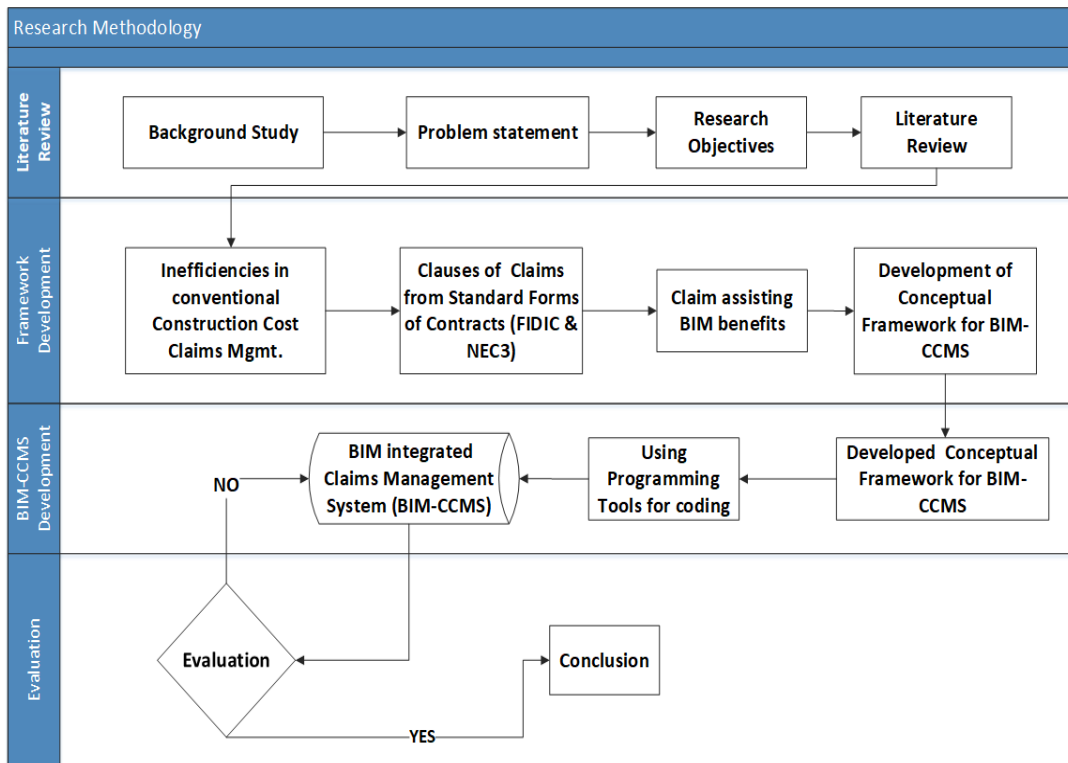 Research Methodology
Literature
Review
Background Study
Problem statement
Research
Objectives
Literature
Review
Framework
Development
Inefficiencies in
conventional
Construction Cost
Claims Mgmt.
Clauses of Claims
from Standard Forms
of Contracts (FIDIC &
NEC3)
Claim assisting
BIM benefits
Development of
Conceptual
Framework for BIM-
CCMS
BIM-CCMS
Development
NO
BIM integrated
Claims Management
System (BIM-CCMS)
Using
Programming
Tools for coding
Developed Conceptual
Framework for BIM-
CCMS
Evaluation
Evaluation
Conclusion
YES